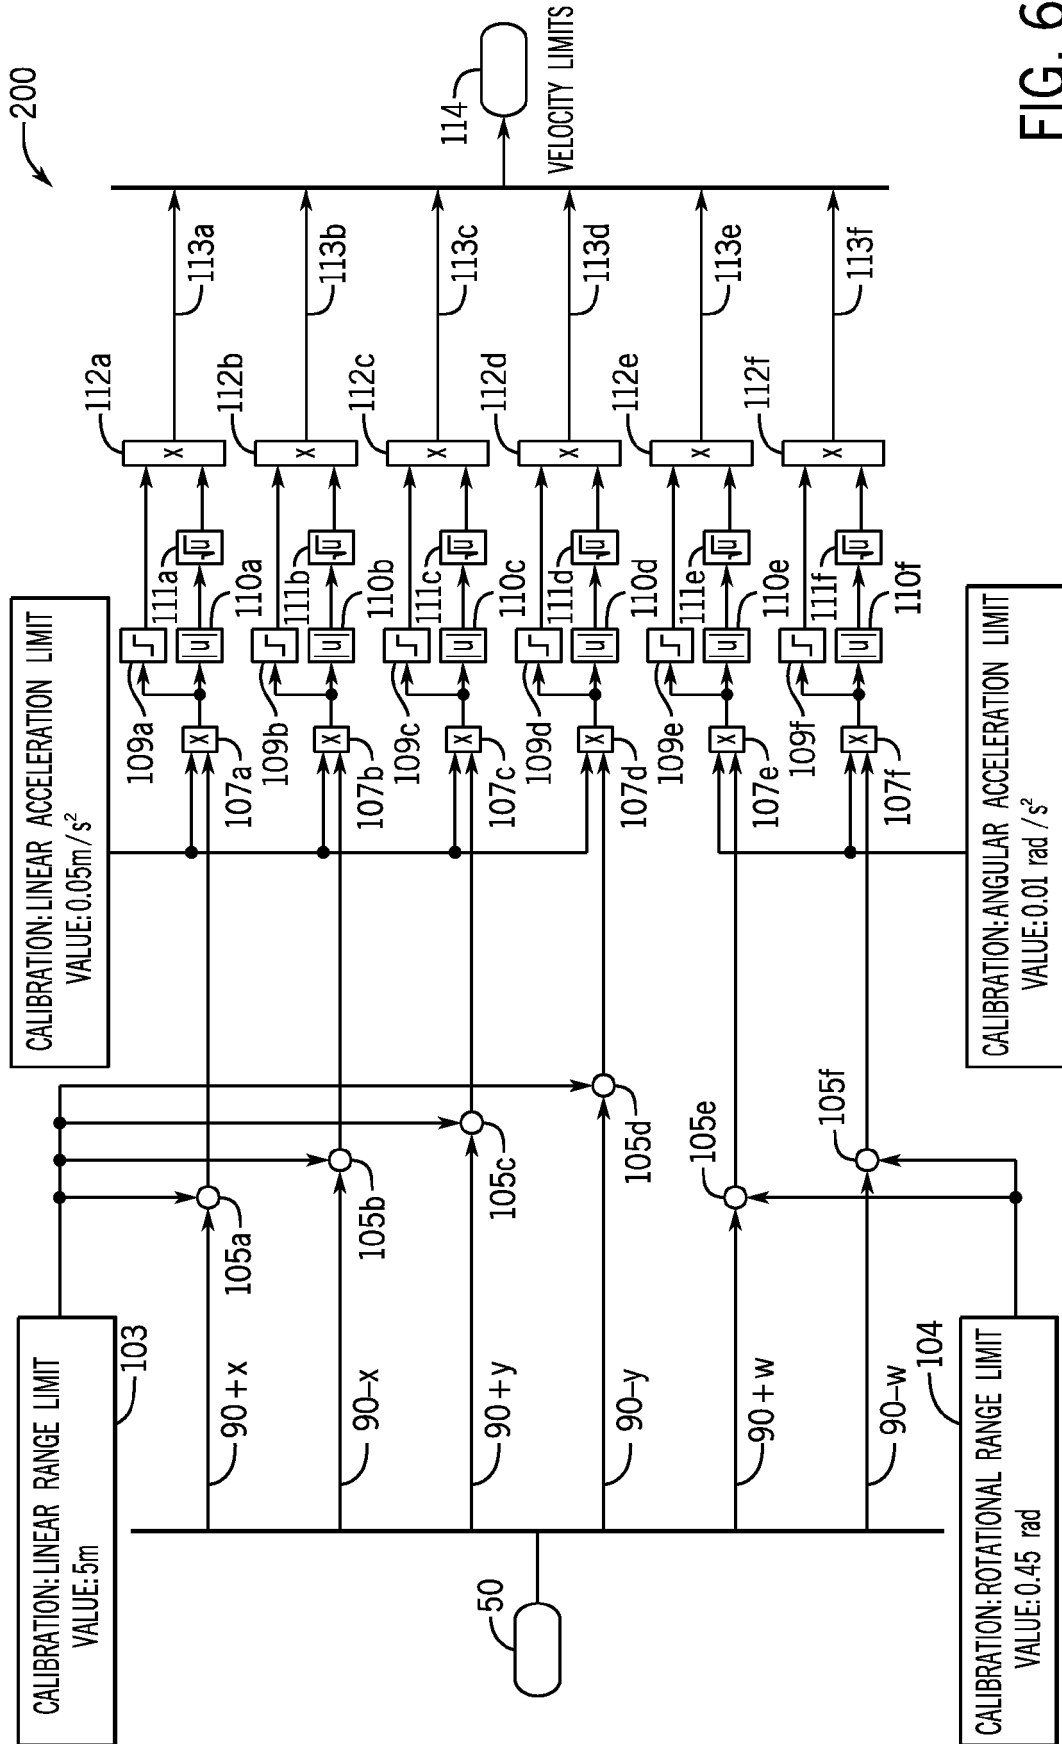 200
CALIBRATION:LINEAR RANGE LIMIT
VALUE:5m
103
CALIBRATION:LINEAR ACCELERATION LIMIT
VALUE:0.05m/s²
50
90+x
90-x
90+y
90-y
90+w
90-w
105a
105b
105c
105d
105e
105f
107a
X
109a
110a
|u|
111a
√u
112a
X
113a
107b
X
109b
110b
|u|
111b
√u
112b
X
113b
107c
X
109c
110c
|u|
111c
√u
112c
X
113c
107d
X
109d
110d
|u|
111d
√u
112d
X
113d
107e
X
109e
110e
|u|
111e
√u
112e
X
113e
107f
X
109f
110f
|u|
111f
√u
112f
X
113f
114
VELOCITY LIMITS
CALIBRATION:ROTATIONAL RANGE LIMIT
VALUE:0.45 rad
104
CALIBRATION:ANGULAR ACCELERATION LIMIT
VALUE:0.01 rad /s²
FIG. 6